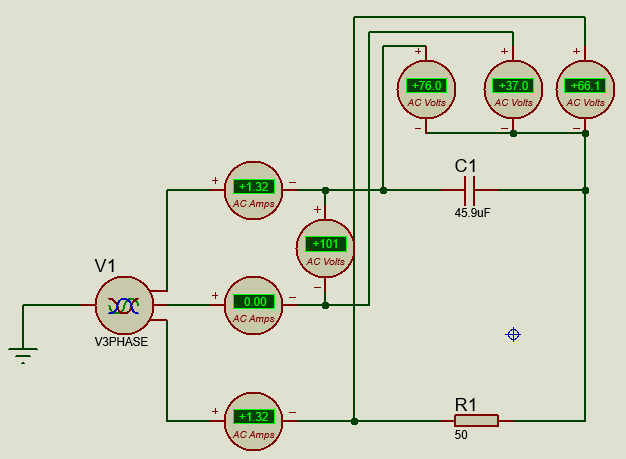 +76.0
AC Volts
+37.0
AC Volts
+66.1
AC Volts
C1
45.9uF
+1.32
AC Amps
+101
AC Volts
V1
V3PHASE
0.00
AC Amps
+1.32
AC Amps
R1
50